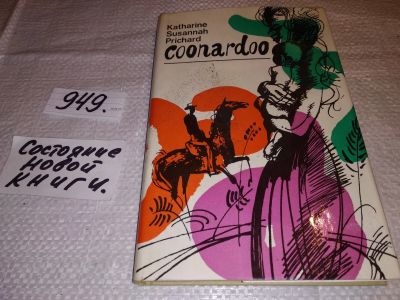 Katharine
Susannah
Prichard
coonardoo
949.
Состояние
новой
книги.